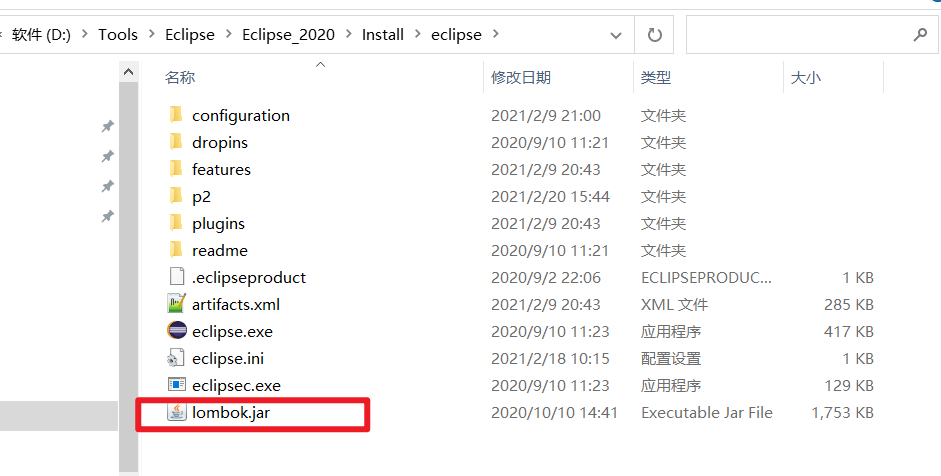 软件 (D:) > Tools > Eclipse > Eclipse_2020 > Install > eclipse >
名称 修改日期 类型 大小
configuration 2021/2/9 21:00 文件夹
dropins 2020/9/10 11:21 文件夹
features 2021/2/9 20:43 文件夹
p2 2021/2/20 15:44 文件夹
plugins 2021/2/9 20:43 文件夹
readme 2020/9/10 11:21 文件夹
.eclipseproduct 2020/9/2 22:06 ECLIPSEPRODUC... 1 KB
artifacts.xml 2021/2/9 20:43 XML 文件 285 KB
eclipse.exe 2020/9/10 11:23 应用程序 417 KB
eclipse.ini 2021/2/18 10:15 配置设置 1 KB
eclipsec.exe 2020/9/10 11:23 应用程序 129 KB
lombok.jar 2020/10/10 14:41 Executable Jar File 1,753 KB